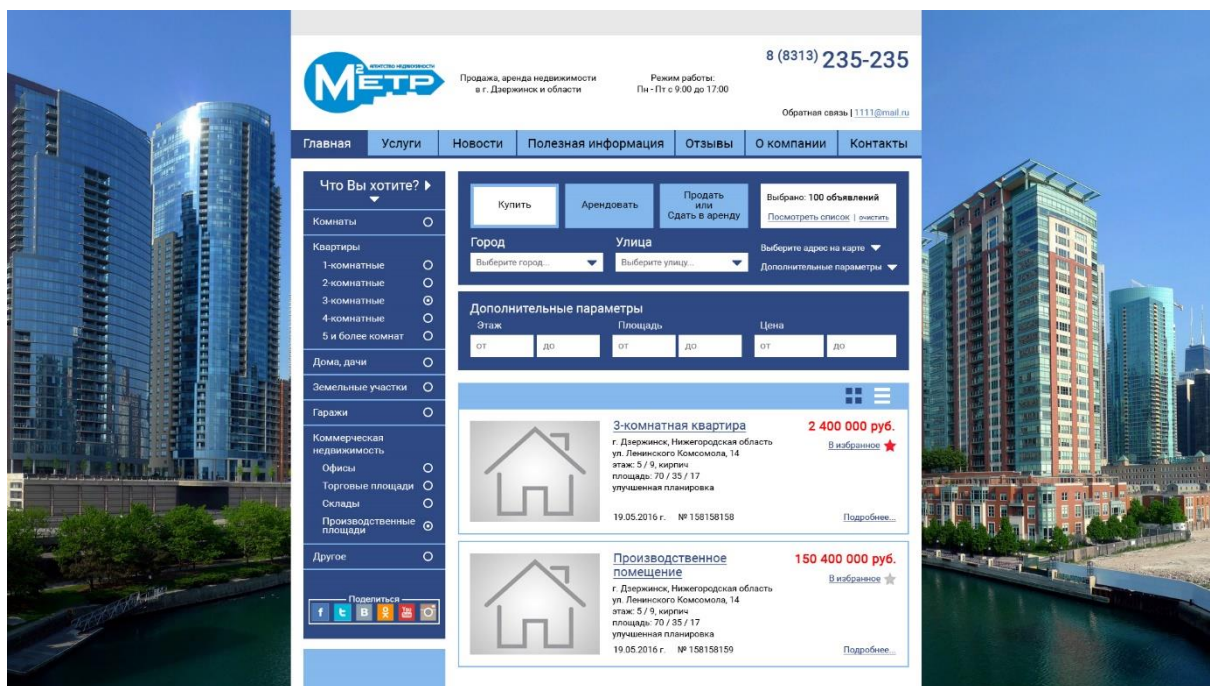 АГЕНТСТВО НЕДВИЖИМОСТИ
М²ЕТР
Продажа, аренда недвижимости
в г. Дзержинск и области
Режим работы:
Пн - Пт с 9:00 до 17:00
8 (8313) 235-235
Обратная связь | 1111@mail.ru
Главная Услуги Новости Полезная информация Отзывы О компании Контакты
Что Вы хотите?
Комнаты
Квартиры
1-комнатные
2-комнатные
3-комнатные
4-комнатные
5 и более комнат
Дома, дачи
Земельные участки
Гаражи
Коммерческая
недвижимость
Офисы
Торговые площади
Склады
Производственные
площади
Другое
Поделиться
Купить
Арендовать
Продать
или
Сдать в аренду
Выбрано: 100 объявлений
Посмотреть список | очистить
Город
Выберите город...
Улица
Выберите улицу...
Выберите адрес на карте
Дополнительные параметры
Дополнительные параметры
Этаж Площадь Цена
от до от до от до
3-комнатная квартира
2 400 000 руб.
г. Дзержинск, Нижегородская область
В избранное
ул. Ленинского Комсомола, 14
этаж: 5 / 9, кирпич
площадь: 70 / 35 / 17
улучшенная планировка
19.05.2016 г. № 158158158
Подробнее...
Производственное
помещение
150 400 000 руб.
В избранное
г. Дзержинск, Нижегородская область
ул. Ленинского Комсомола, 14
этаж: 5 / 9, кирпич
площадь: 70 / 35 / 17
улучшенная планировка
19.05.2016 г. № 158158159
Подробнее...